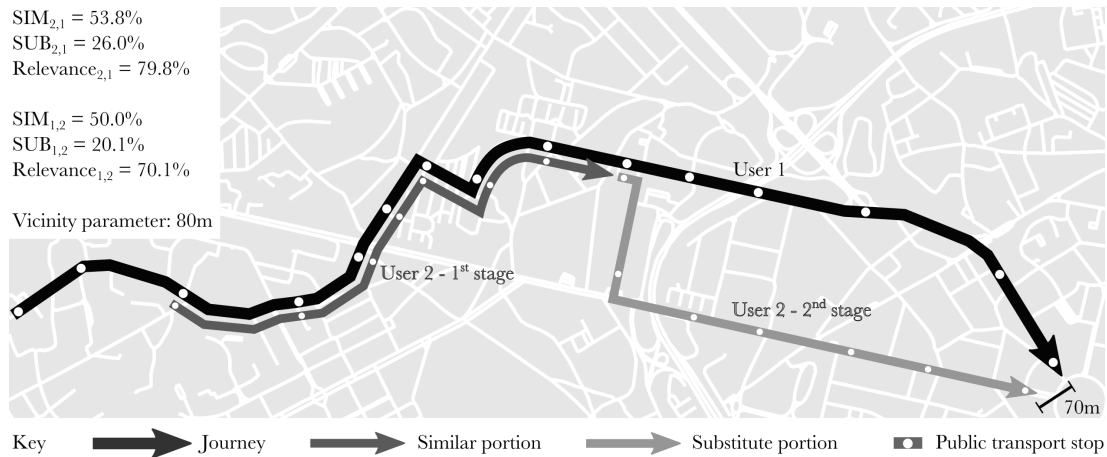 SIM2,1 = 53.8%
SUB2,1 = 26.0%
Relevance2,1 = 79.8%
SIM1,2 = 50.0%
SUB1,2 = 20.1%
Relevance1,2 = 70.1%
Vicinity parameter: 80m
User 1
User 2 - 1st stage
User 2 - 2nd stage
70m
Key Journey Similar portion Substitute portion Public transport stop